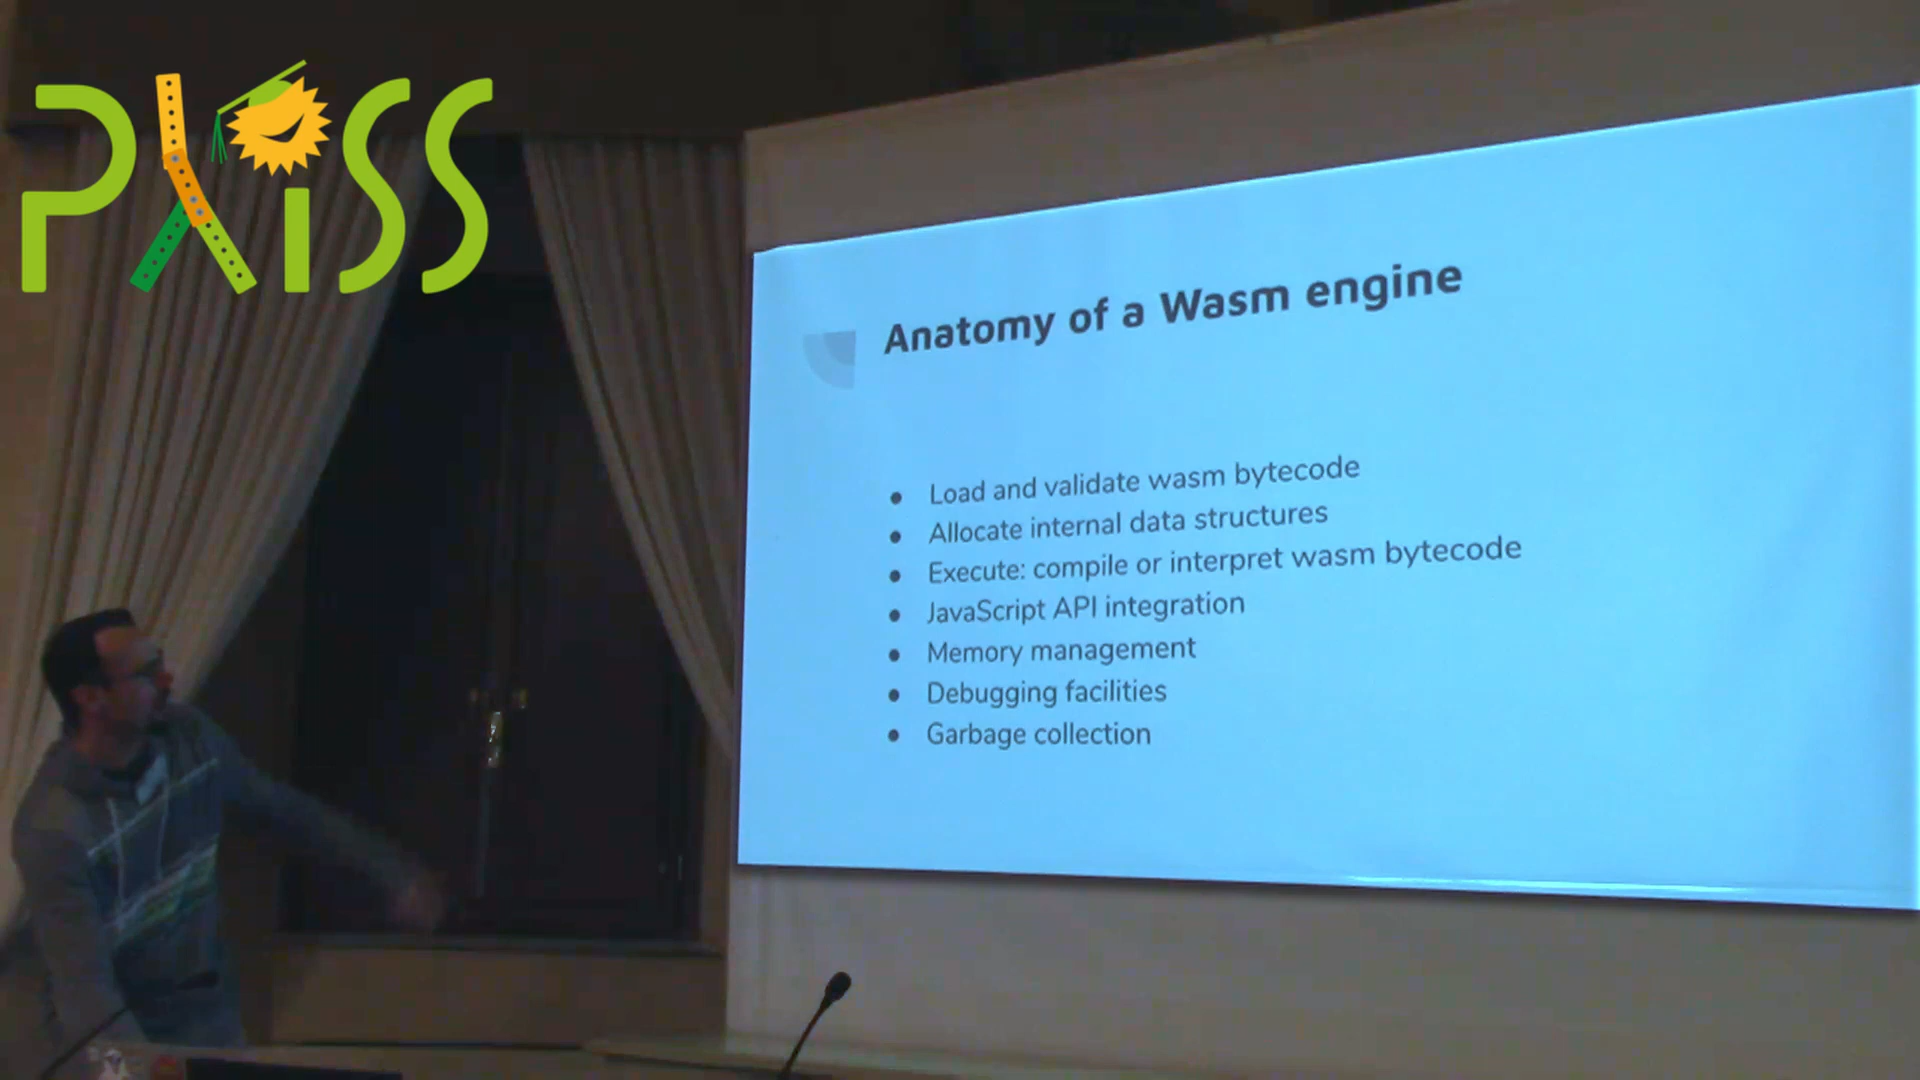 PLISS
Anatomy of a Wasm engine
● Load and validate wasm bytecode
● Allocate internal data structures
● Execute: compile or interpret wasm bytecode
● JavaScript API integration
● Memory management
● Debugging facilities
● Garbage collection